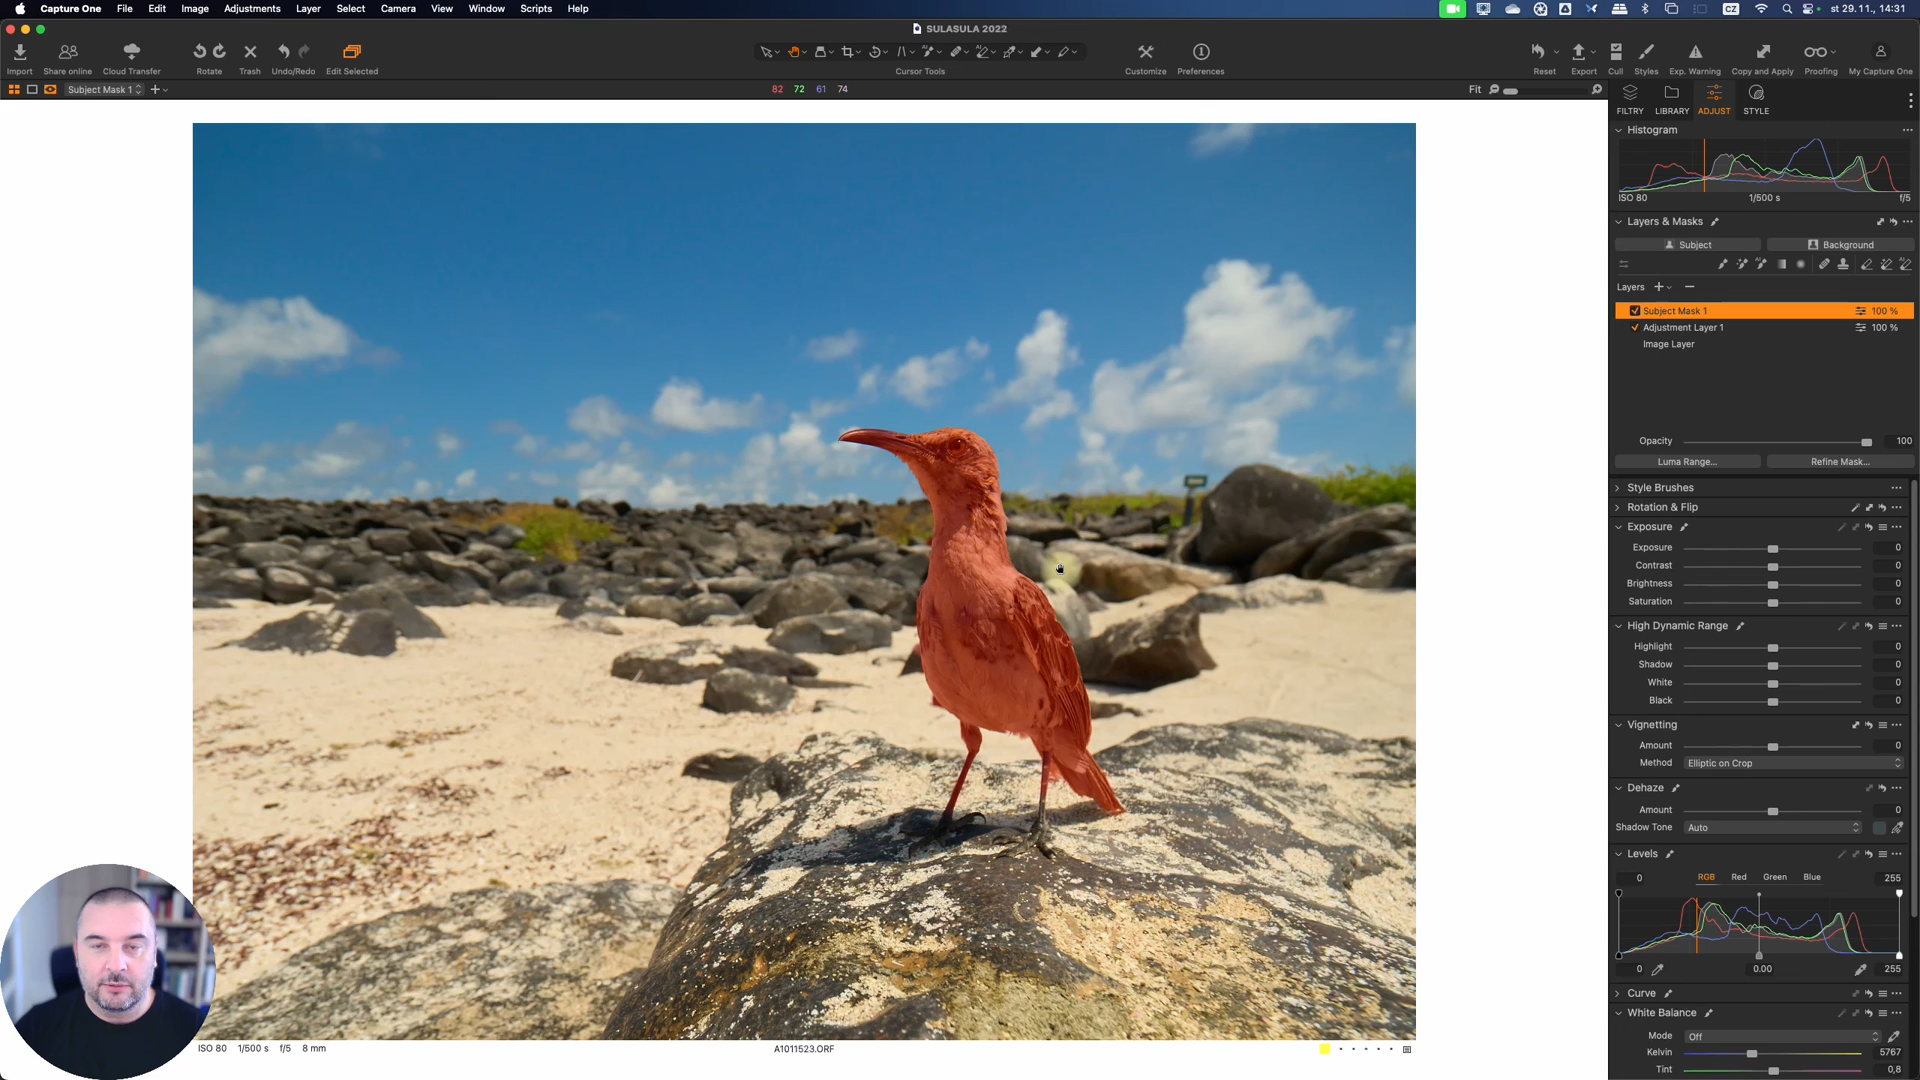 Capture One File Edit Image Adjustments Layer Select Camera View Window Scripts Help CZ st 29.11., 14:31
SULASULA 2022
Import Share online Cloud Transfer Rotate Trash Undo/Redo Edit Selected Cursor Tools Customize Preferences Reset Export Cull Styles Exp. Warning Copy and Apply Proofing My Capture One
Subject Mask 1 82 72 61 74 Fit
FILTRY LIBRARY ADJUST STYLE
Histogram
ISO 80 1/500 s f/5
Layers & Masks
Subject Background
Layers
Subject Mask 1 100 %
Adjustment Layer 1 100 %
Image Layer
Opacity 100
Luma Range... Refine Mask...
Style Brushes
Rotation & Flip
Exposure
Exposure 0
Contrast 0
Brightness 0
Saturation 0
High Dynamic Range
Highlight 0
Shadow 0
White 0
Black 0
Vignetting
Amount 0
Method Elliptic on Crop
Dehaze
Amount 0
Shadow Tone Auto
Levels
0 RGB Red Green Blue 255
0 0.00 255
Curve
White Balance
Mode Off
Kelvin 5767
Tint 0,8
ISO 80 1/500 s f/5 8 mm A1011523.ORF